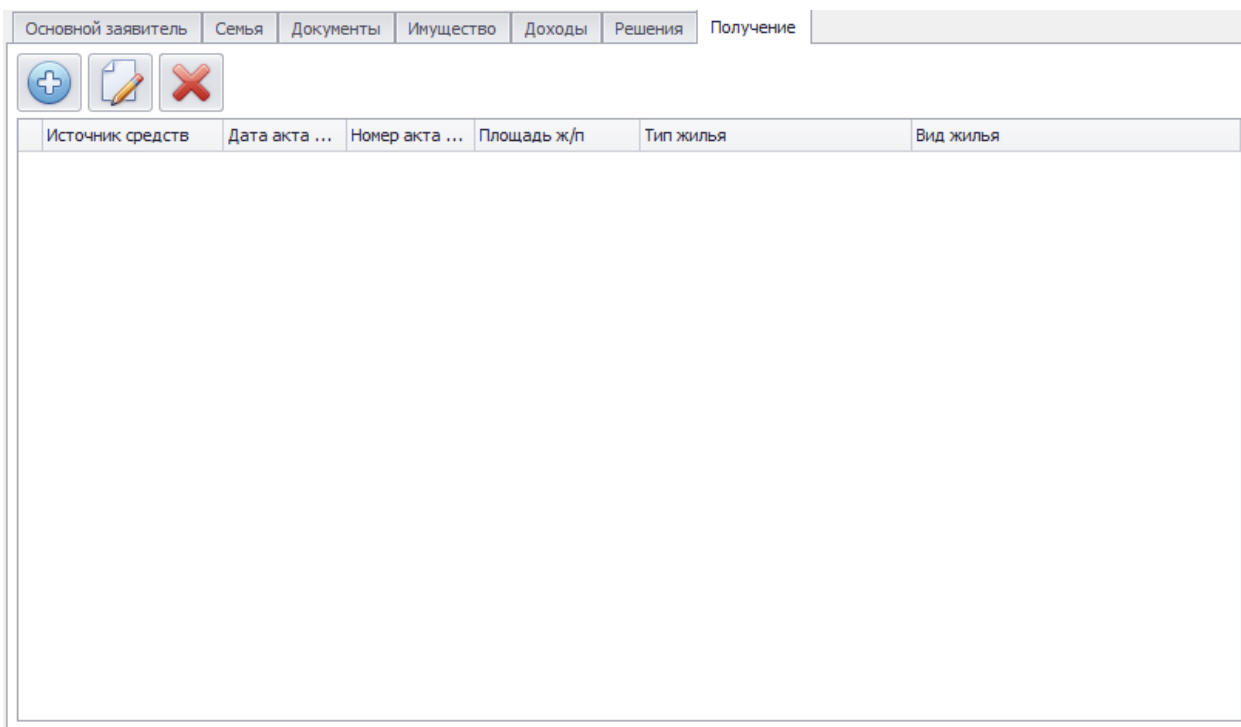 Основной заявитель Семья Документы Имущество Доходы Решения Получение
Источник средств Дата акта ... Номер акта ... Площадь ж/п Тип жилья Вид жилья